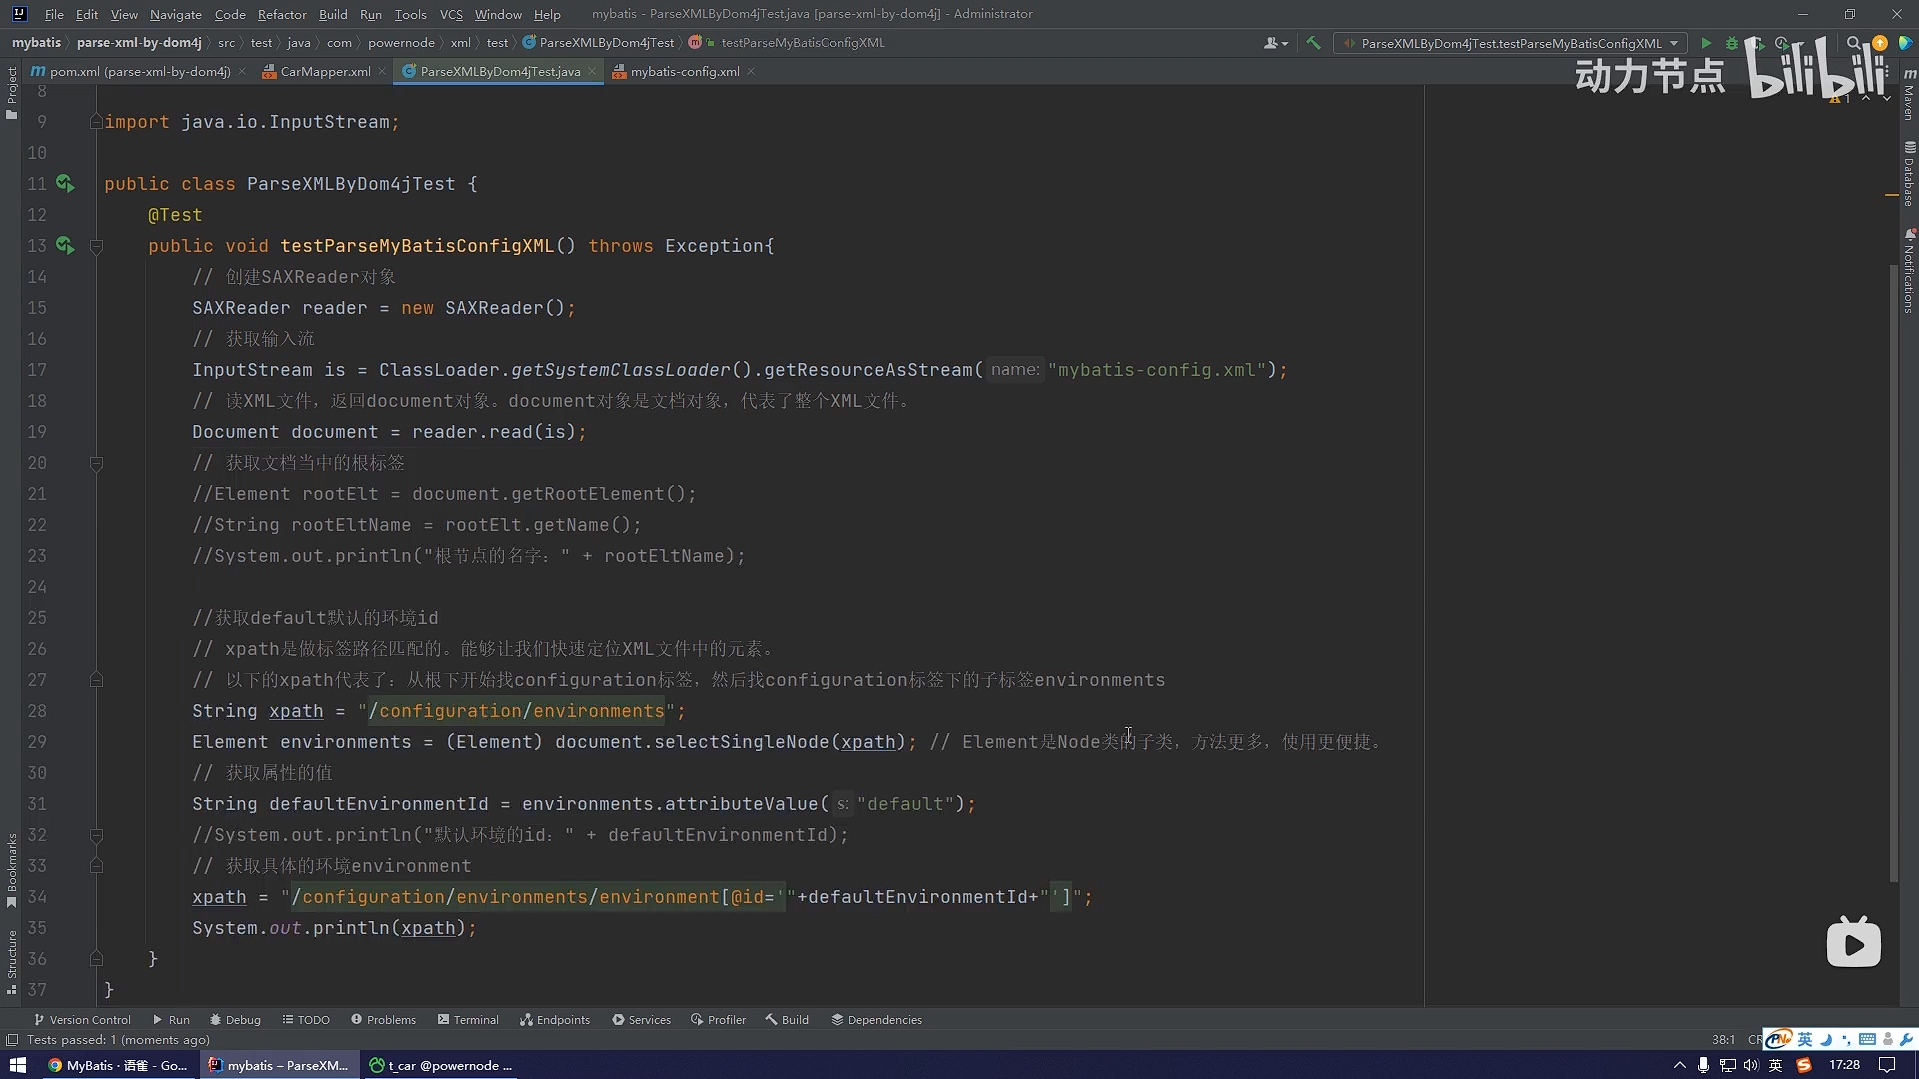 File Edit View Navigate Code Refactor Build Run Tools VCS Window Help mybatis - ParseXMLByDom4jTest.java [parse-xml-by-dom4j] - Administrator
mybatis parse-xml-by-dom4j src test java com powernode xml test ParseXMLByDom4jTest testParseMyBatisConfigXML ParseXMLByDom4jTest.testParseMyBatisConfigXML
pom.xml (parse-xml-by-dom4j) CarMapper.xml ParseXMLByDom4jTest.java mybatis-config.xml
动力节点 bilibili
1
Project
Maven
Database
Notifications
8
9 import java.io.InputStream;
10
11 public class ParseXMLByDom4jTest {
12 @Test
13 public void testParseMyBatisConfigXML() throws Exception{
14 // 创建SAXReader对象
15 SAXReader reader = new SAXReader();
16 // 获取输入流
17 InputStream is = ClassLoader.getSystemClassLoader().getResourceAsStream( name: "mybatis-config.xml");
18 // 读XML文件，返回document对象。document对象是文档对象，代表了整个XML文件。
19 Document document = reader.read(is);
20 // 获取文档当中的根标签
21 //Element rootElt = document.getRootElement();
22 //String rootEltName = rootElt.getName();
23 //System.out.println("根节点的名字：" + rootEltName);
24
25 //获取default默认的环境id
26 // xpath是做标签路径匹配的。能够让我们快速定位XML文件中的元素。
27 // 以下的xpath代表了：从根下开始找configuration标签，然后找configuration标签下的子标签environments
28 String xpath = "/configuration/environments";
29 Element environments = (Element) document.selectSingleNode(xpath); // Element是Node类的子类，方法更多，使用更便捷。
30 // 获取属性的值
31 String defaultEnvironmentId = environments.attributeValue( s: "default");
32 //System.out.println("默认环境的id：" + defaultEnvironmentId);
33 // 获取具体的环境environment
34 xpath = "/configuration/environments/environment[@id='"+defaultEnvironmentId+"']";
35 System.out.println(xpath);
36 }
37 }
Bookmarks
Structure
Version Control Run Debug TODO Problems Terminal Endpoints Services Profiler Build Dependencies
Tests passed: 1 (moments ago) 38:1 英
MyBatis · 语雀 - Go... mybatis – ParseXM... t_car @powernode ... 英 17:28